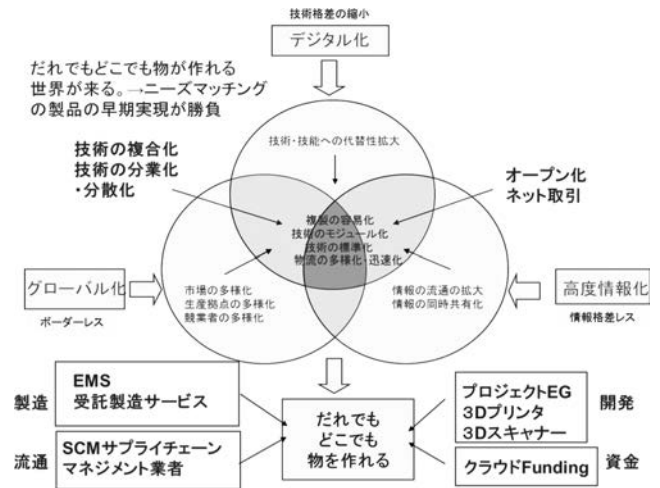 技術格差の縮小
デジタル化
だれでもどこでも物が作れる
世界が来る。→ニーズマッチング
の製品の早期実現が勝負
技術・技能への代替性拡大
技術の複合化
技術の分業化
・分散化
オープン化
ネット取引
複製の容易化
技術のモジュール化
技術の標準化
物流の多様化・迅速化
グローバル化
ボーダーレス
市場の多様化
生産拠点の多様化
競業者の多様化
情報の流通の拡大
情報の同時共有化
高度情報化
情報格差レス
製造
EMS
受託製造サービス
流通
SCMサプライチェーン
マネジメント業者
だれでも
どこでも
物を作れる
プロジェクトEG
3Dプリンタ
3Dスキャナー
開発
クラウドFunding
資金